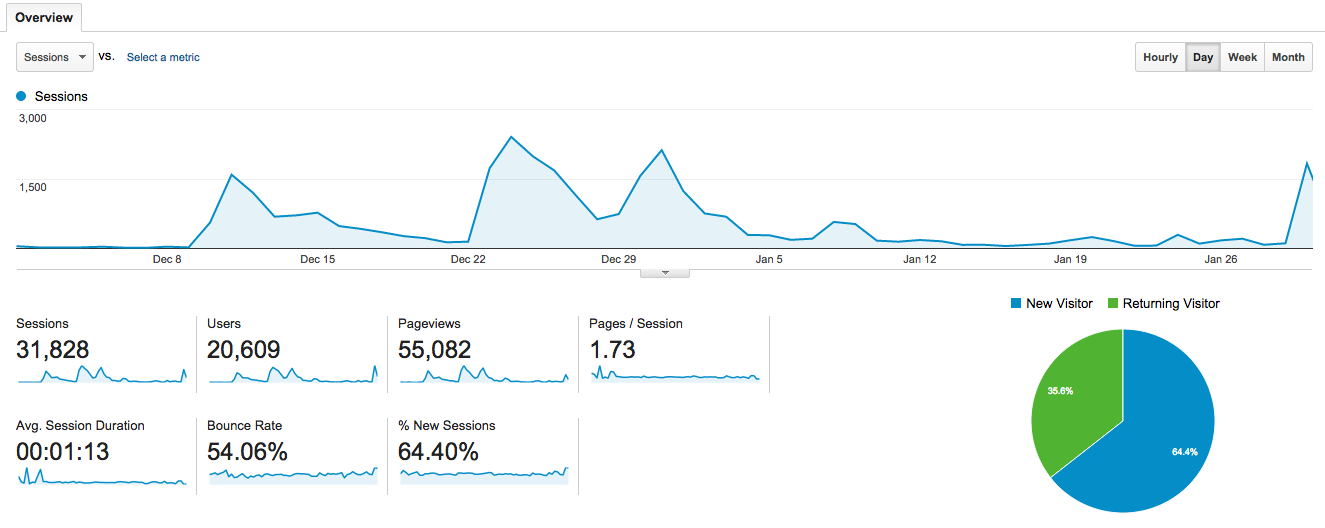 Overview
Sessions vs. Select a metric Hourly Day Week Month
Sessions
3,000
1,500
Dec 8 Dec 15 Dec 22 Dec 29 Jan 5 Jan 12 Jan 19 Jan 26
New Visitor Returning Visitor
Sessions Users Pageviews Pages / Session
31,828 20,609 55,082 1.73
35.6%
Avg. Session Duration Bounce Rate % New Sessions
00:01:13 54.06% 64.40%
64.4%